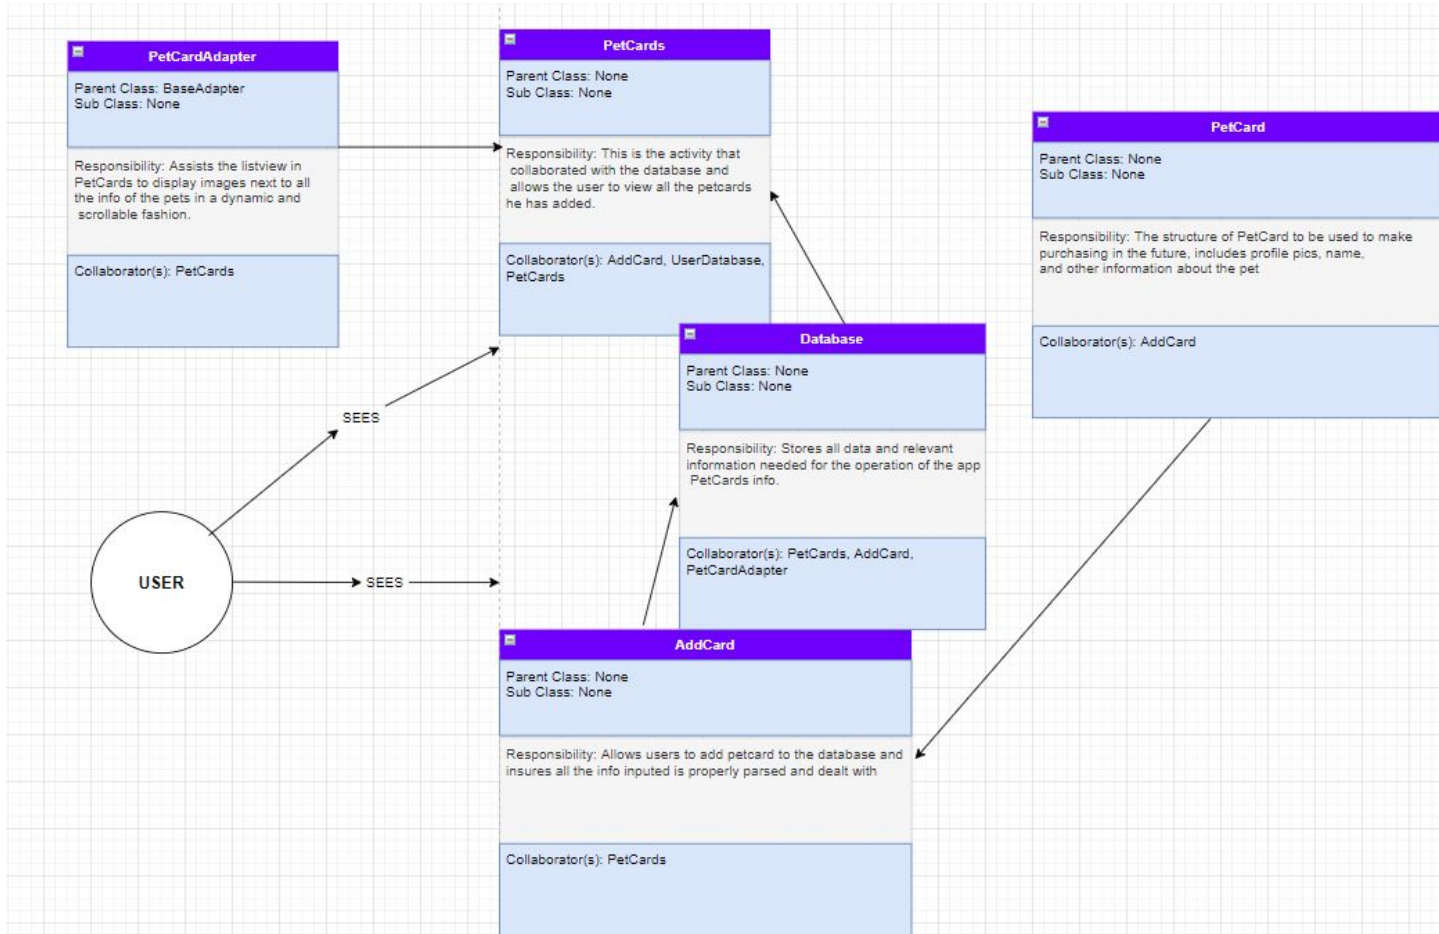 PetCardAdapter
Parent Class: BaseAdapter
Sub Class: None
Responsibility: Assists the listview in
PetCards to display images next to all
the info of the pets in a dynamic and
scrollable fashion.
Collaborator(s): PetCards
PetCards
Parent Class: None
Sub Class: None
Responsibility: This is the activity that
collaborated with the database and
allows the user to view all the petcards
he has added.
Collaborator(s): AddCard, UserDatabase,
PetCards
PetCard
Parent Class: None
Sub Class: None
Responsibility: The structure of PetCard to be used to make
purchasing in the future, includes profile pics, name,
and other information about the pet
Collaborator(s): AddCard
Database
Parent Class: None
Sub Class: None
Responsibility: Stores all data and relevant
information needed for the operation of the app
PetCards info.
Collaborator(s): PetCards, AddCard,
PetCardAdapter
SEES
USER
SEES
AddCard
Parent Class: None
Sub Class: None
Responsibility: Allows users to add petcard to the database and
insures all the info inputed is properly parsed and dealt with
Collaborator(s): PetCards